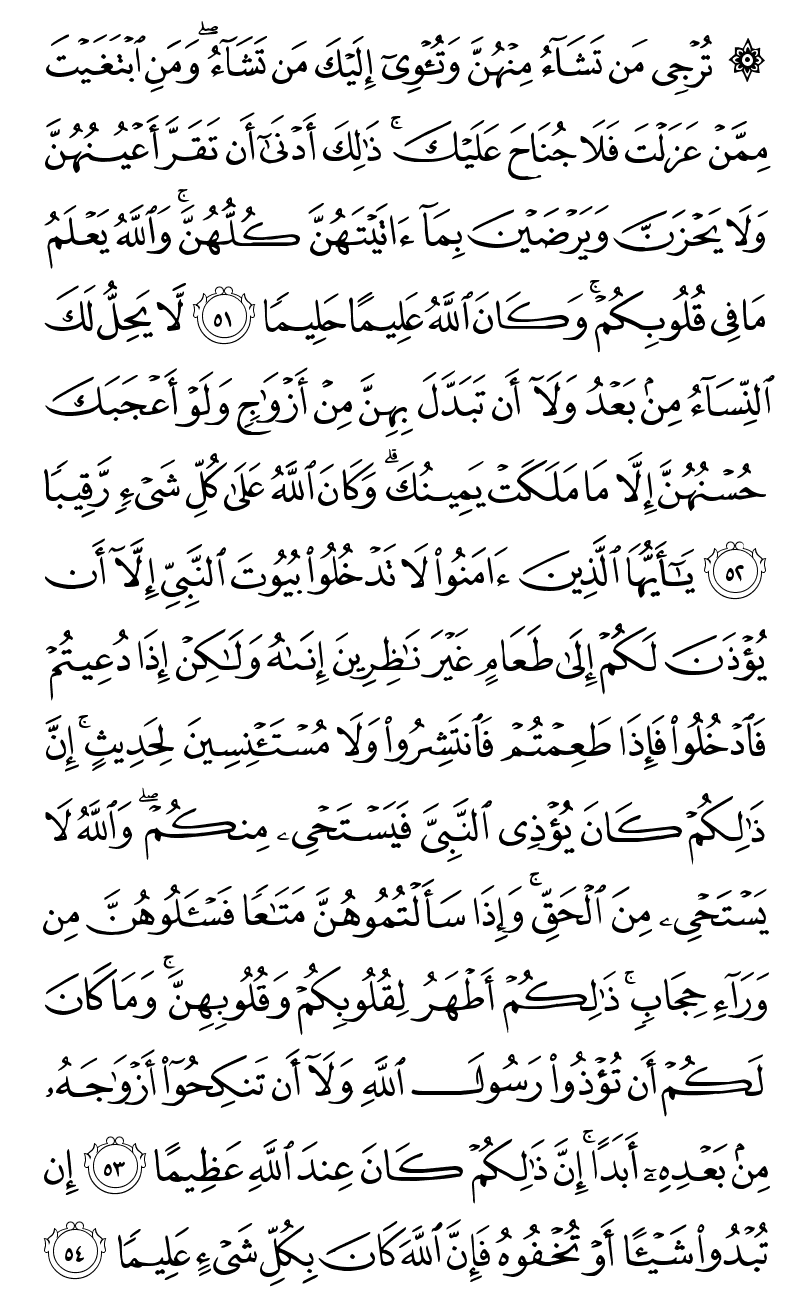 ۞ تُرۡجِي مَن تَشَآءُ مِنۡهُنَّ وَتُـٔۡوِيٓ إِلَيۡكَ مَن تَشَآءُۖ وَمَنِ ٱبۡتَغَيۡتَ
مِمَّنۡ عَزَلۡتَ فَلَا جُنَاحَ عَلَيۡكَۚ ذَٰلِكَ أَدۡنَىٰٓ أَن تَقَرَّ أَعۡيُنُهُنَّ
وَلَا يَحۡزَنَّ وَيَرۡضَيۡنَ بِمَآ ءَاتَيۡتَهُنَّ كُلُّهُنَّۚ وَٱللَّهُ يَعۡلَمُ
مَا فِي قُلُوبِكُمۡۚ وَكَانَ ٱللَّهُ عَلِيمًا حَلِيمٗا ٥١ لَّا يَحِلُّ لَكَ
ٱلنِّسَآءُ مِنۢ بَعۡدُ وَلَآ أَن تَبَدَّلَ بِهِنَّ مِنۡ أَزۡوَٰجٖ وَلَوۡ أَعۡجَبَكَ
حُسۡنُهُنَّ إِلَّا مَا مَلَكَتۡ يَمِينُكَۗ وَكَانَ ٱللَّهُ عَلَىٰ كُلِّ شَيۡءٖ رَّقِيبٗا
٥٢ يَـٰٓأَيُّهَا ٱلَّذِينَ ءَامَنُواْ لَا تَدۡخُلُواْ بُيُوتَ ٱلنَّبِيِّ إِلَّآ أَن
يُؤۡذَنَ لَكُمۡ إِلَىٰ طَعَامٍ غَيۡرَ نَٰظِرِينَ إِنَىٰهُ وَلَٰكِنۡ إِذَا دُعِيتُمۡ
فَٱدۡخُلُواْ فَإِذَا طَعِمۡتُمۡ فَٱنتَشِرُواْ وَلَا مُسۡتَـٔۡنِسِينَ لِحَدِيثٍۚ إِنَّ
ذَٰلِكُمۡ كَانَ يُؤۡذِي ٱلنَّبِيَّ فَيَسۡتَحۡيِۦ مِنكُمۡۖ وَٱللَّهُ لَا
يَسۡتَحۡيِۦ مِنَ ٱلۡحَقِّۚ وَإِذَا سَأَلۡتُمُوهُنَّ مَتَٰعٗا فَسۡـَٔلُوهُنَّ مِن
وَرَآءِ حِجَابٖۚ ذَٰلِكُمۡ أَطۡهَرُ لِقُلُوبِكُمۡ وَقُلُوبِهِنَّۚ وَمَا كَانَ
لَكُمۡ أَن تُؤۡذُواْ رَسُولَ ٱللَّهِ وَلَآ أَن تَنكِحُوٓاْ أَزۡوَٰجَهُۥ
مِنۢ بَعۡدِهِۦٓ أَبَدًاۚ إِنَّ ذَٰلِكُمۡ كَانَ عِندَ ٱللَّهِ عَظِيمًا ٥٣ إِن
تُبۡدُواْ شَيۡـًٔا أَوۡ تُخۡفُوهُ فَإِنَّ ٱللَّهَ كَانَ بِكُلِّ شَيۡءٍ عَلِيمٗا ٥٤